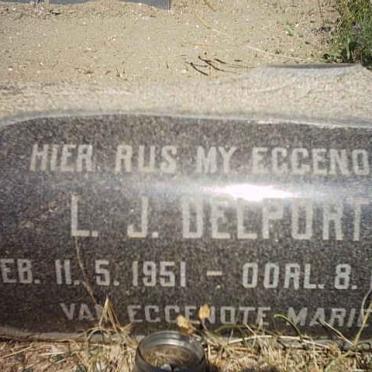 HIER RUS MY EGGENO
L. J. DELPORT
EB. 11. 5. 1951 – OORL. 8.
VAN EGGENOTE MARI